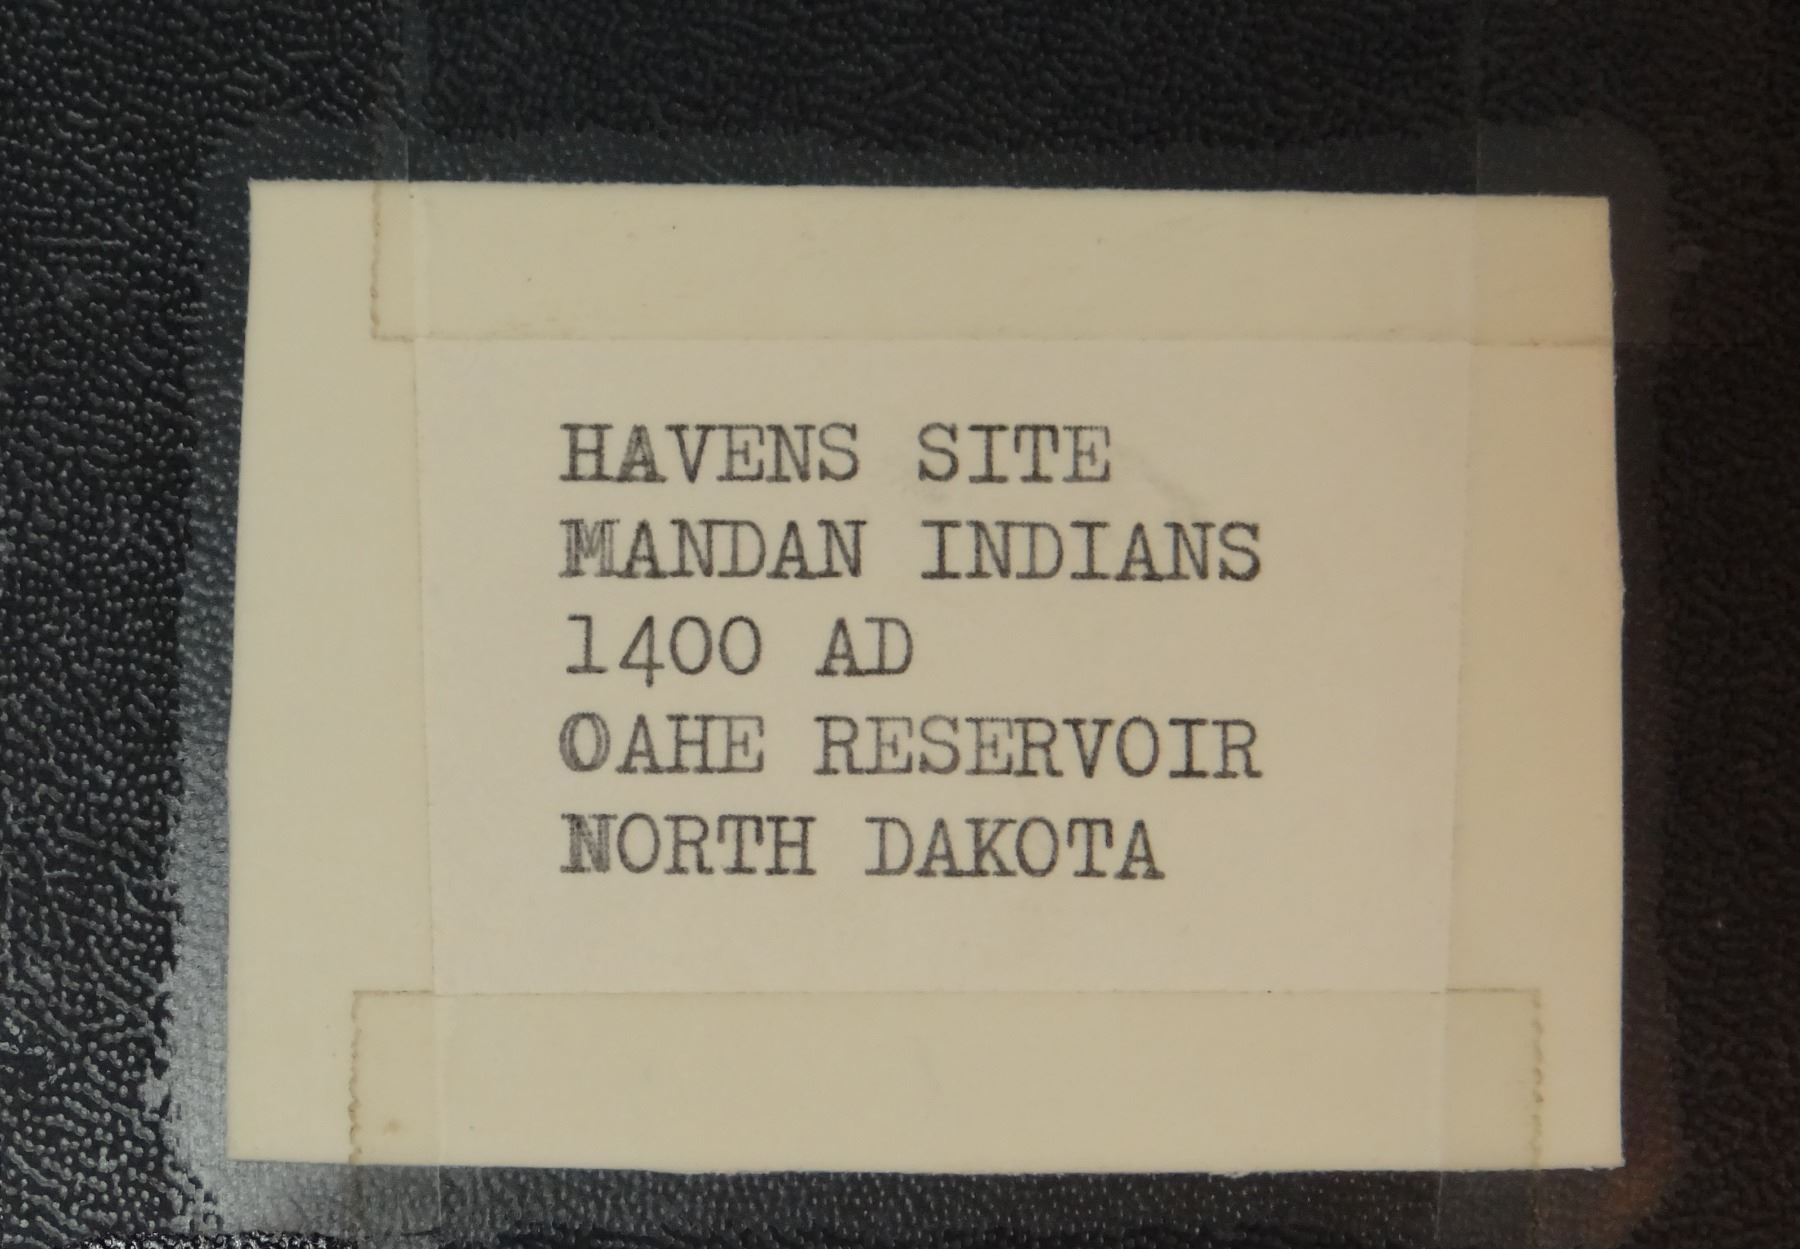 HAVENS SITE
MANDAN INDIANS
1400 AD
OAHE RESERVOIR
NORTH DAKOTA